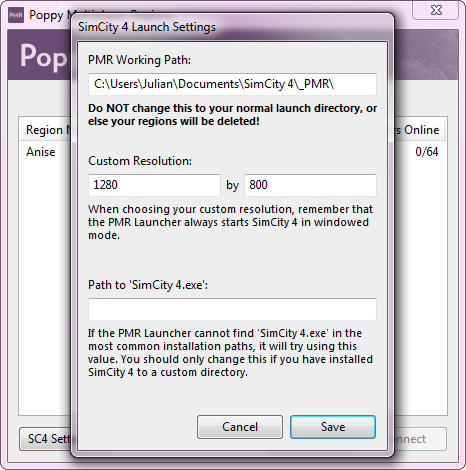 PMR Poppy Multiplayer Regions
SimCity 4 Launch Settings
Pop
PMR Working Path:
C:\Users\Julian\Documents\SimCity 4\_PMR\
Do NOT change this to your normal launch directory, or
else your regions will be deleted!
Region Online
Anise 0/64
Custom Resolution:
1280 by 800
When choosing your custom resolution, remember that
the PMR Launcher always starts SimCity 4 in windowed
mode.
Path to 'SimCity 4.exe':
If the PMR Launcher cannot find 'SimCity 4.exe' in the
most common installation paths, it will try using this
value. You should only change this if you have installed
SimCity 4 to a custom directory.
Cancel Save
SC4 Sett nnect